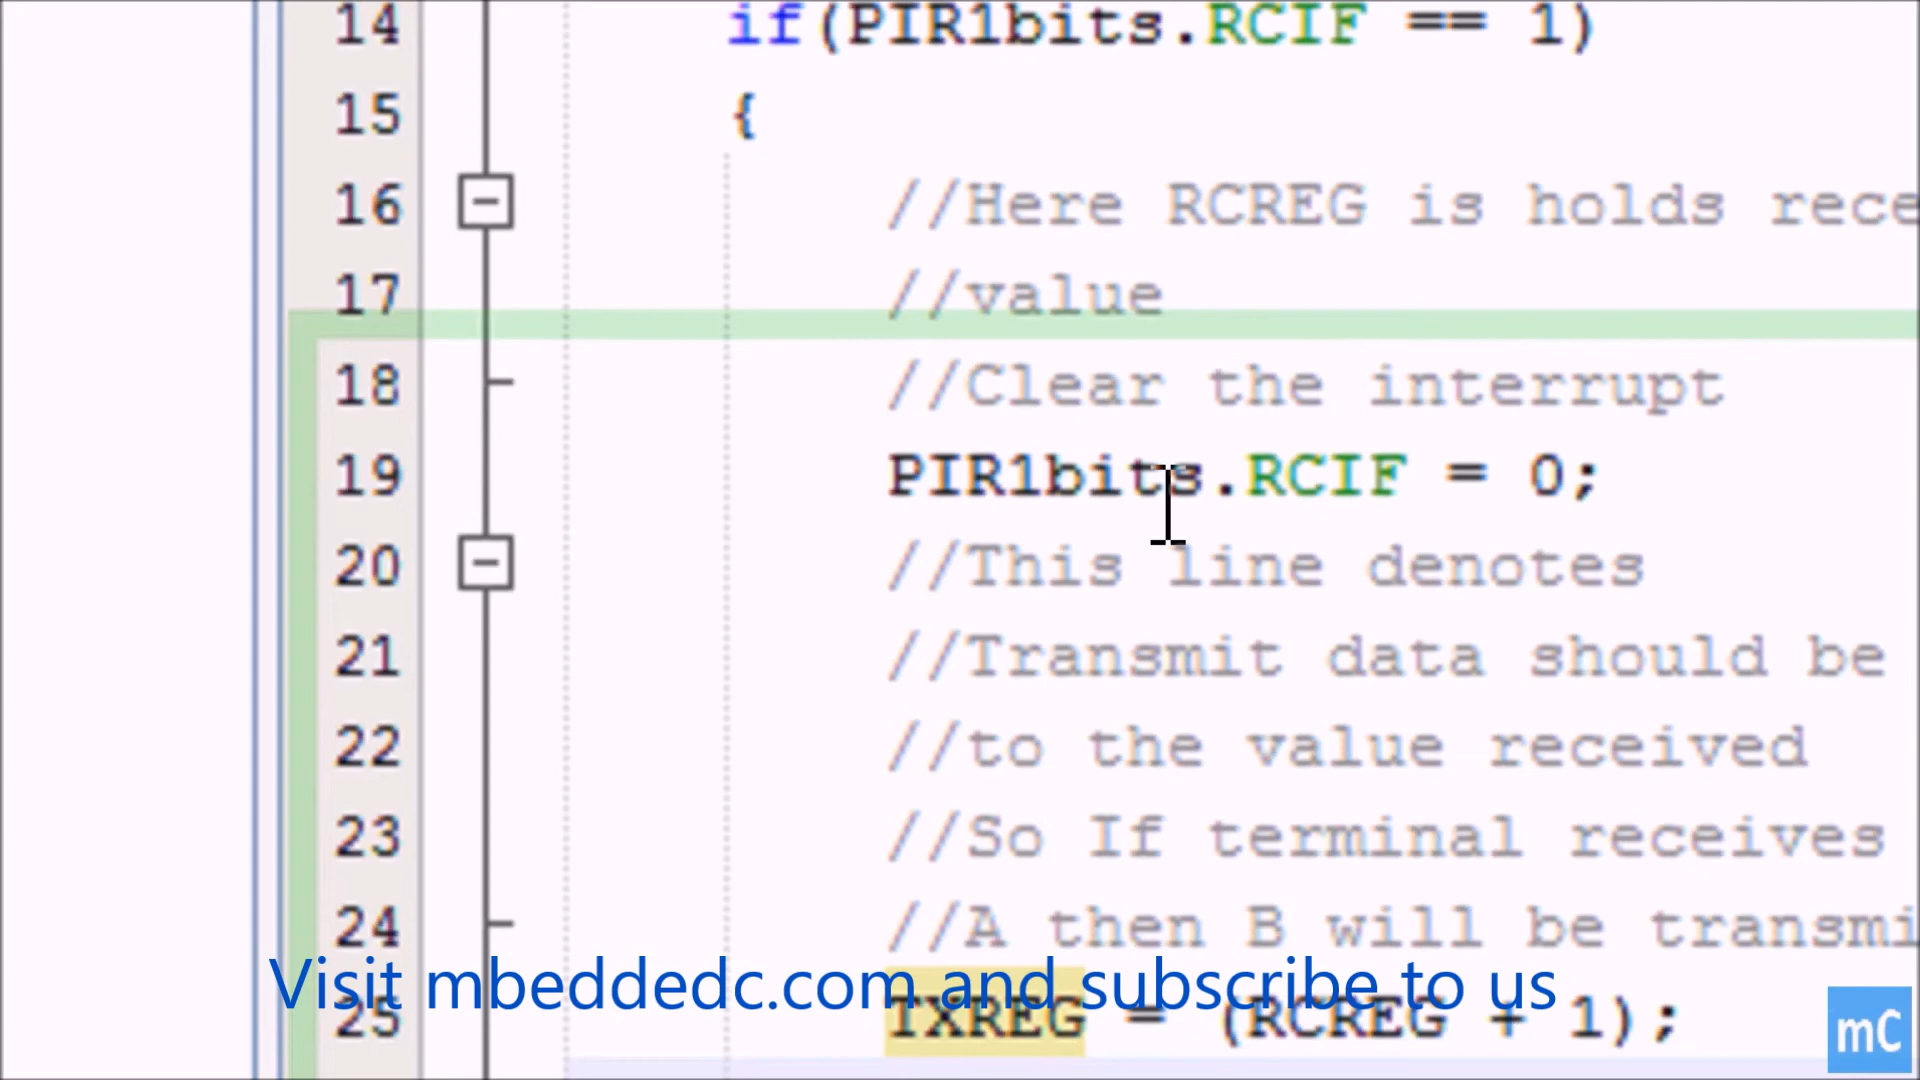 14 if(PIR1bits.RCIF == 1)
15 {
16 //Here RCREG is holds rece
17 //value
18 //Clear the interrupt
19 PIR1bits.RCIF = 0;
20 //This line denotes
21 //Transmit data should be
22 //to the value received
23 //So If terminal receives
24 //A then B will be transmi
Visit mbeddedc.com and subscribe to us
25 TXREG = (RCREG + 1);
mC